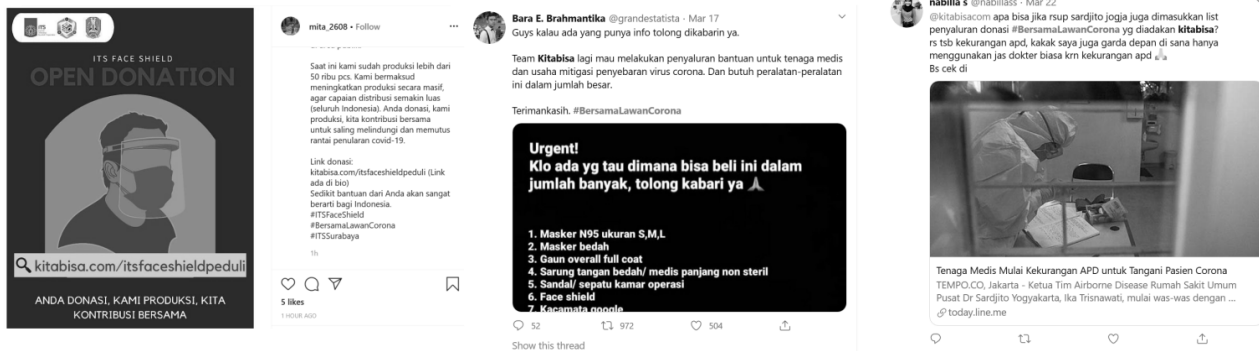 ITS FACE SHIELD
OPEN DONATION
kitabisa.com/itsfaceshieldpeduli
ANDA DONASI, KAMI PRODUKSI, KITA
KONTRIBUSI BERSAMA
mita_2608 • Follow
Saat ini kami sudah produksi lebih dari
50 ribu pcs. Kami bermaksud
meningkatkan produksi secara masif,
agar capaian distribusi semakin luas
(seluruh Indonesia). Anda donasi, kami
produksi, kita kontribusi bersama
untuk saling melindungi dan memutus
rantai penularan covid-19.
Link donasi:
kitabisa.com/itsfaceshieldpeduli (Link
ada di bio)
Sedikit bantuan dari Anda akan sangat
berarti bagi Indonesia.
#ITSFaceShield
#BersamaLawanCorona
#ITSSurabaya
1h
5 likes
1 HOUR AGO
Bara E. Brahmantika @grandestatista · Mar 17
Guys kalau ada yang punya info tolong dikabarin ya.
Team Kitabisa lagi mau melakukan penyaluran bantuan untuk tenaga medis
dan usaha mitigasi penyebaran virus corona. Dan butuh peralatan-peralatan
ini dalam jumlah besar.
Terimankasih. #BersamaLawanCorona
Urgent!
Klo ada yg tau dimana bisa beli ini dalam
jumlah banyak, tolong kabari ya
1. Masker N95 ukuran S,M,L
2. Masker bedah
3. Gaun overall full coat
4. Sarung tangan bedah/ medis panjang non steril
5. Sandal/ sepatu kamar operasi
6. Face shield
7. Kacamata google
52 972 504
Show this thread
nabilla s @nabillass · Mar 22
@kitabisacom apa bisa jika rsup sardjito jogja juga dimasukkan list
penyaluran donasi #BersamaLawanCorona yg diadakan kitabisa?
rs tsb kekurangan apd, kakak saya juga garda depan di sana hanya
menggunakan jas dokter biasa krn kekurangan apd
Bs cek di
Tenaga Medis Mulai Kekurangan APD untuk Tangani Pasien Corona
TEMPO.CO, Jakarta - Ketua Tim Airborne Disease Rumah Sakit Umum
Pusat Dr Sardjito Yogyakarta, Ika Trisnawati, mulai was-was dengan ...
today.line.me